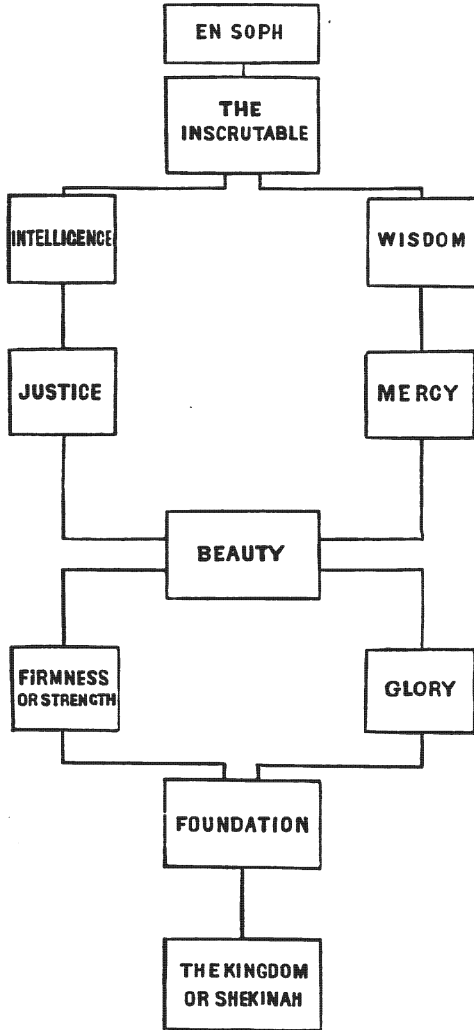 EN SOPH
THE
INSCRUTABLE
INTELLIGENCE
WISDOM
JUSTICE
MERCY
BEAUTY
FIRMNESS
OR STRENGTH
GLORY
FOUNDATION
THE KINGDOM
OR SHEKINAH